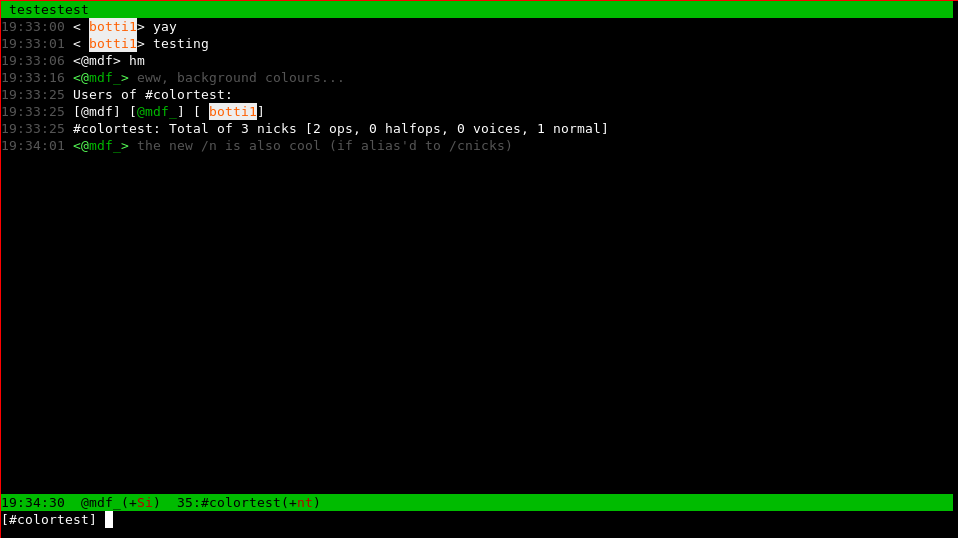 testestest
19:33:00 < botti1> yay
19:33:01 < botti1> testing
19:33:06 <@mdf> hm
19:33:16 <@mdf_> eww, background colours...
19:33:25 Users of #colortest:
19:33:25 [@mdf] [@mdf_] [ botti1]
19:33:25 #colortest: Total of 3 nicks [2 ops, 0 halfops, 0 voices, 1 normal]
19:34:01 <@mdf_> the new /n is also cool (if alias'd to /cnicks)
19:34:30  @mdf_(+Si)  35:#colortest(+nt)
[#colortest]